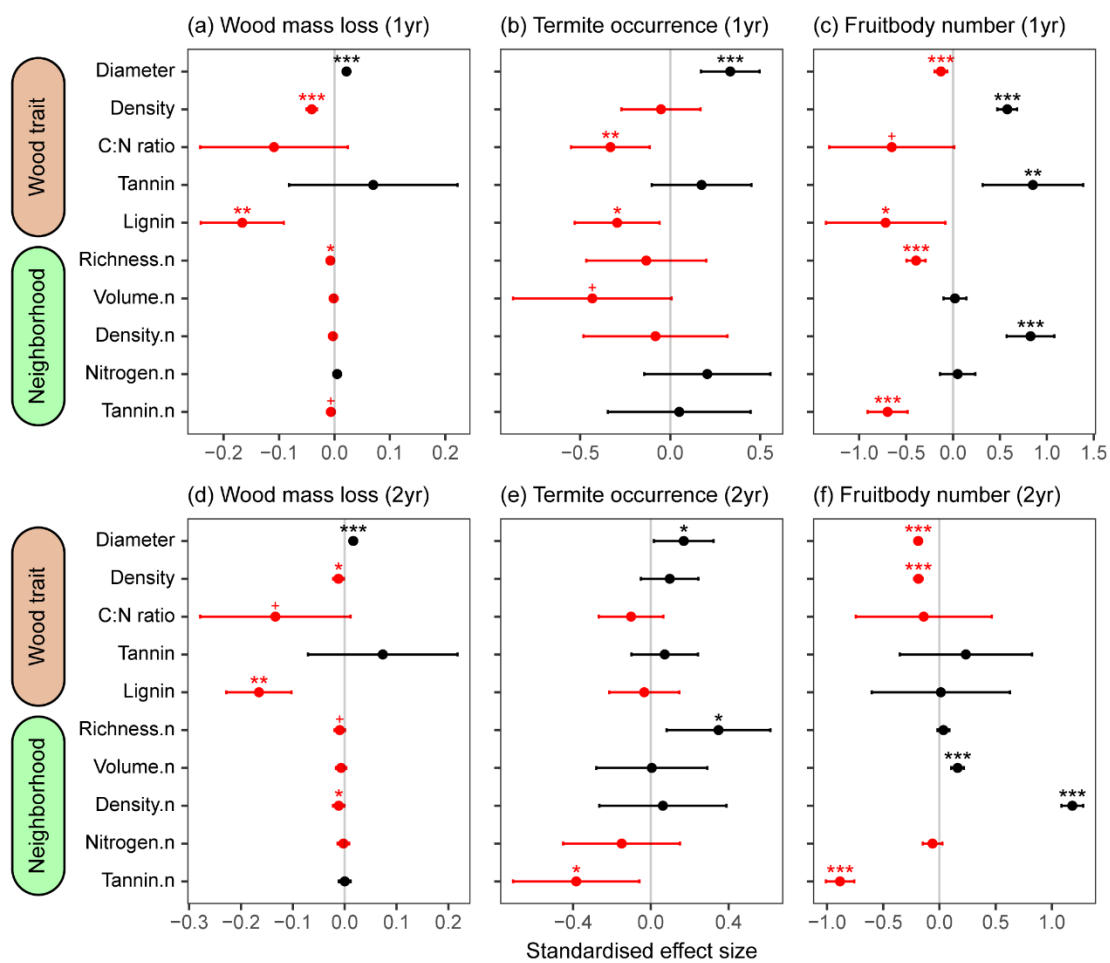 (a) Wood mass loss (1yr)
(b) Termite occurrence (1yr)
(c) Fruitbody number (1yr)
Wood trait
Neighborhood
Diameter
Density
C:N ratio
Tannin
Lignin
Richness.n
Volume.n
Density.n
Nitrogen.n
Tannin.n
***
***
**
*
+
***
**
*
+
***
***
+
**
*
***
***
***
−0.2 −0.1 0.0 0.1 0.2
−0.5 0.0 0.5
−1.0 −0.5 0.0 0.5 1.0 1.5
(d) Wood mass loss (2yr)
(e) Termite occurrence (2yr)
(f) Fruitbody number (2yr)
Wood trait
Neighborhood
Diameter
Density
C:N ratio
Tannin
Lignin
Richness.n
Volume.n
Density.n
Nitrogen.n
Tannin.n
***
*
+
**
+
*
*
*
*
***
***
***
***
***
−0.3 −0.2 −0.1 0.0 0.1 0.2
−0.4 0.0 0.4
−1.0 −0.5 0.0 0.5 1.0
Standardised effect size